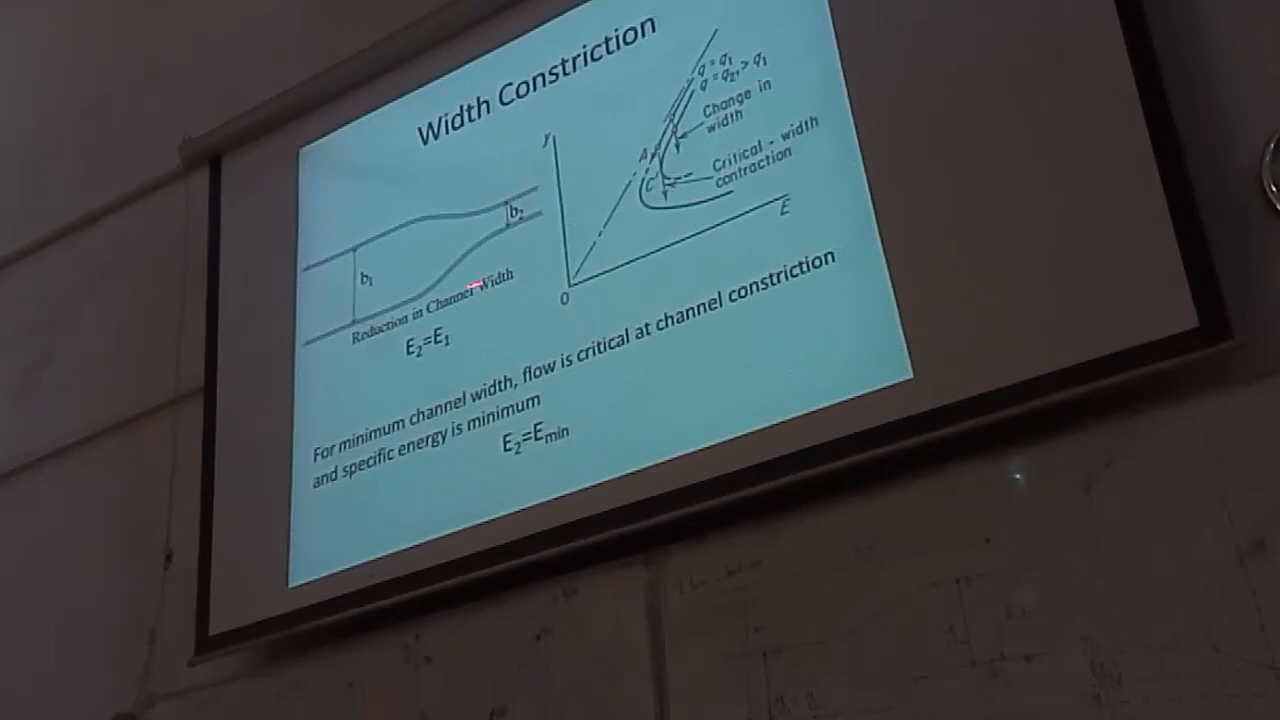 Width Constriction
y
q = q1
q = q2, > q1
Change in
width
A
Critical - width
contraction
C
E
0
b1
b2
Reduction in Channel Width
E2=E1
For minimum channel width, flow is critical at channel constriction
and specific energy is minimum
E2=Emin